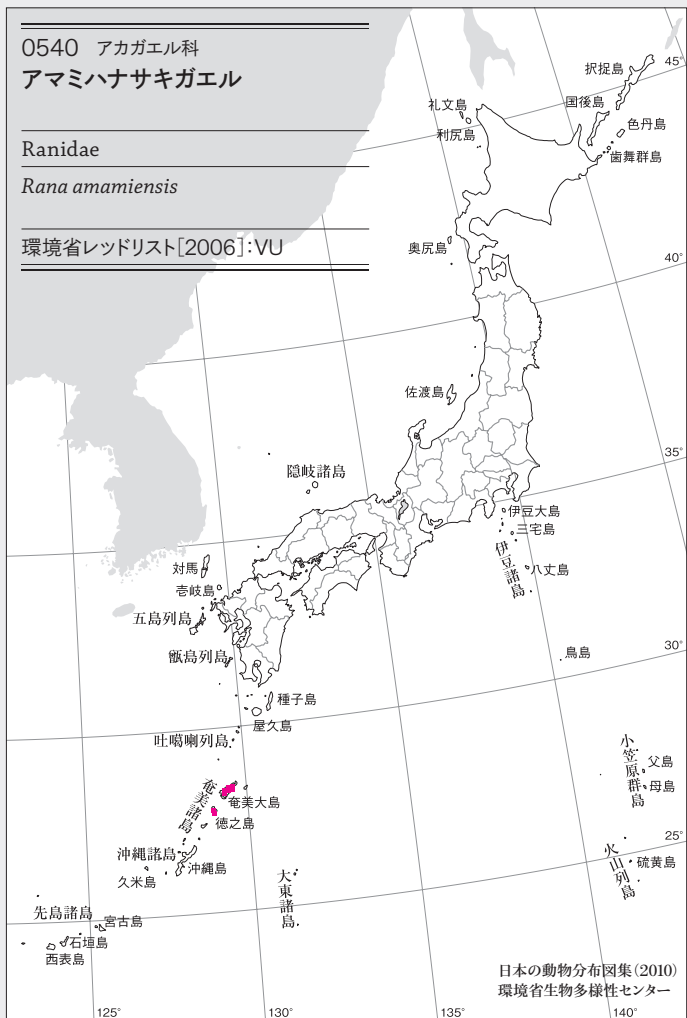 0540 アカガエル科
アマミハナサキガエル
Ranidae
Rana amamiensis
環境省レッドリスト[2006]:VU
択捉島
45°
礼文島
国後島
利尻島
色丹島
歯舞群島
奥尻島
40°
佐渡島
35°
隠岐諸島
伊豆大島
三宅島
伊豆諸島
八丈島
対馬
壱岐島
五島列島
甑島列島
鳥島
30°
種子島
屋久島
吐噶喇列島
小笠原群島
父島
母島
奄美諸島
奄美大島
徳之島
25°
沖縄諸島
沖縄島
久米島
火山列島
硫黄島
大東諸島
先島諸島
宮古島
石垣島
西表島
日本の動物分布図集(2010)
環境省生物多様性センター
125°
130°
135°
140°